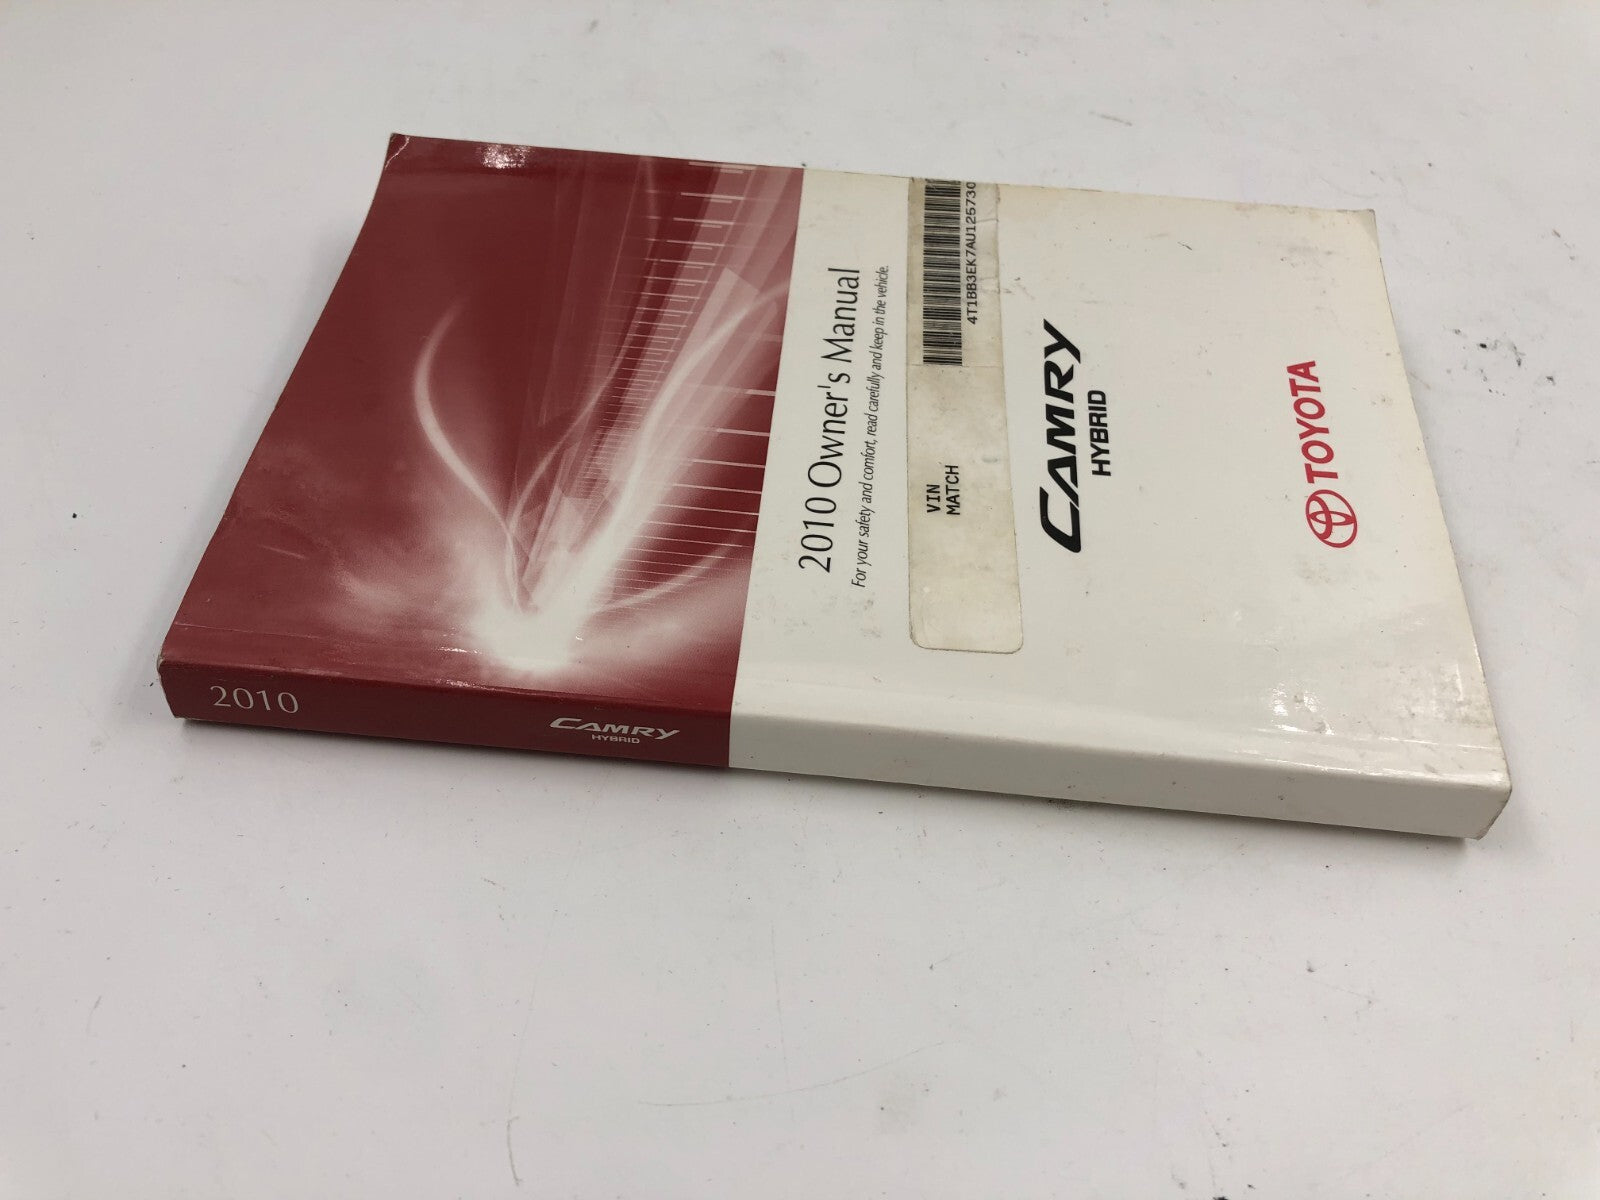 2010 Owner's Manual
For your safety and comfort, read carefully and keep in the vehicle.
4T1BB3EK7AU125730
VIN
MATCH
CAMRY
HYBRID
TOYOTA
2010
CAMRY
HYBRID